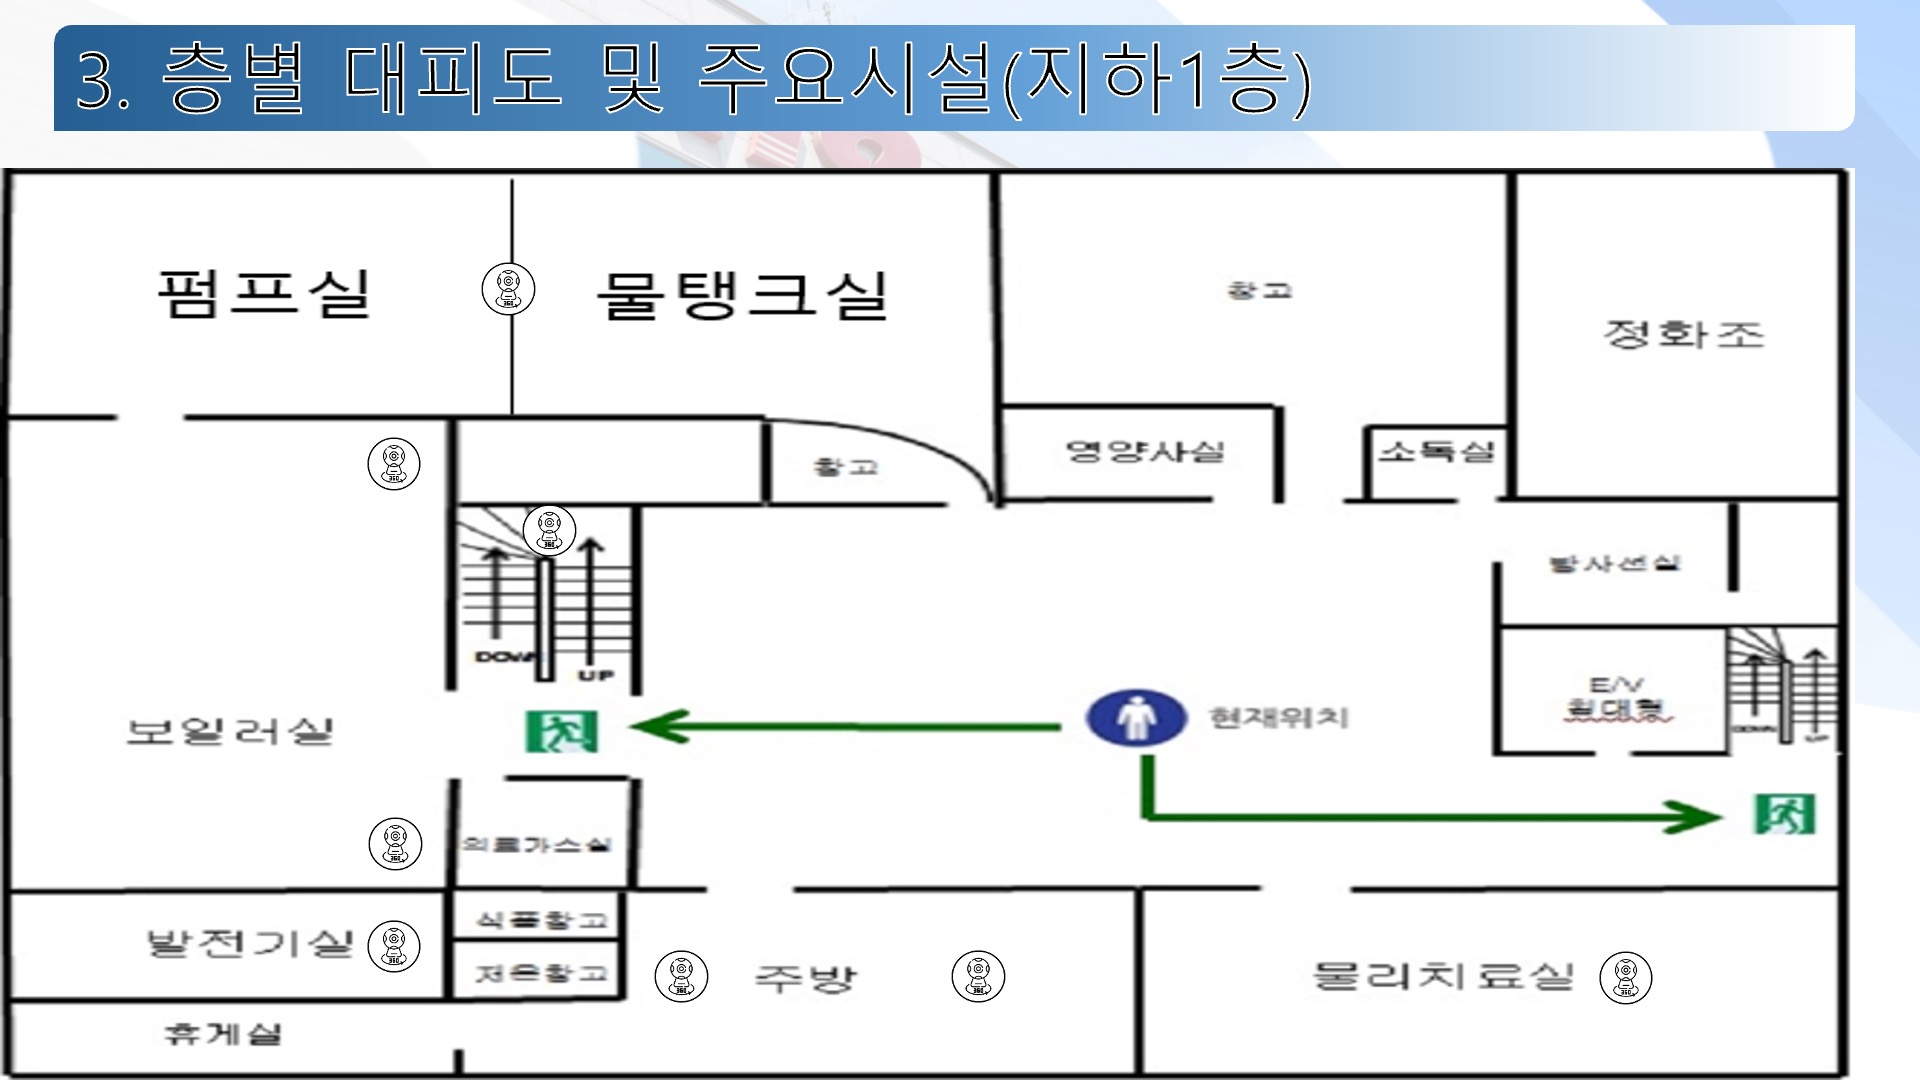 3. 층별 대피도 및 주요시설(지하1층)
펌프실
물탱크실
창고
정화조
창고
영양사실
소독실
방사선실
DOWN
UP
E/V
침대형
DOWN
UP
보일러실
현재위치
의료가스실
식품창고
발전기실
저온창고
주방
물리치료실
휴게실